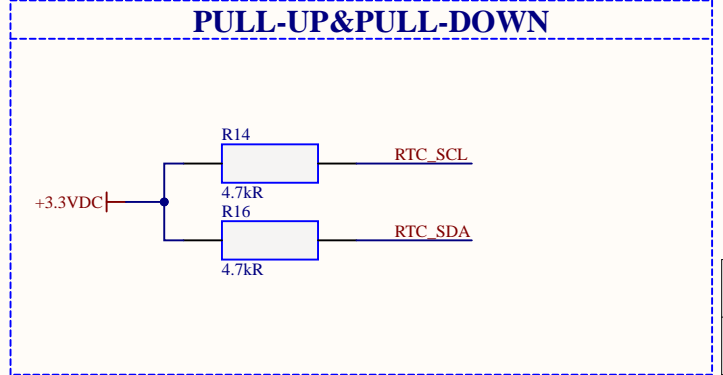 PULL-UP&PULL-DOWN
R14
RTC_SCL
4.7kR
+3.3VDC
R16
RTC_SDA
4.7kR